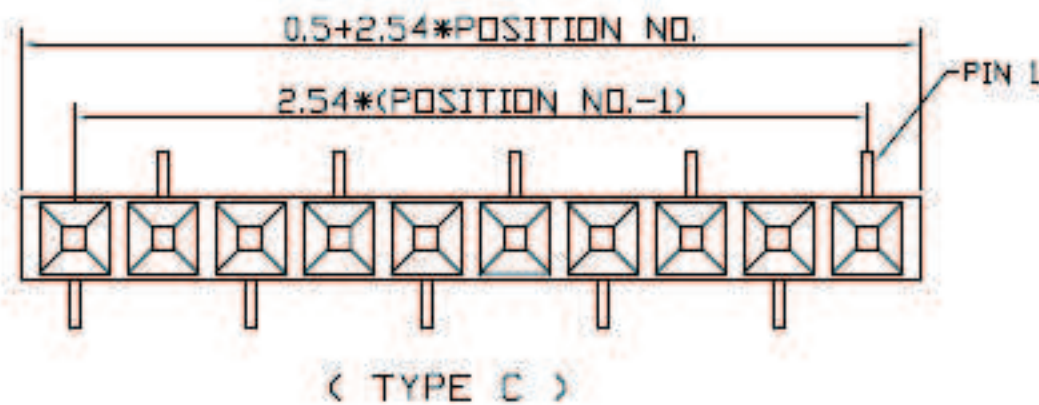 0.5+2.54*POSITION NO.
PIN 1
2.54*(POSITION NO.-1)
( TYPE C )